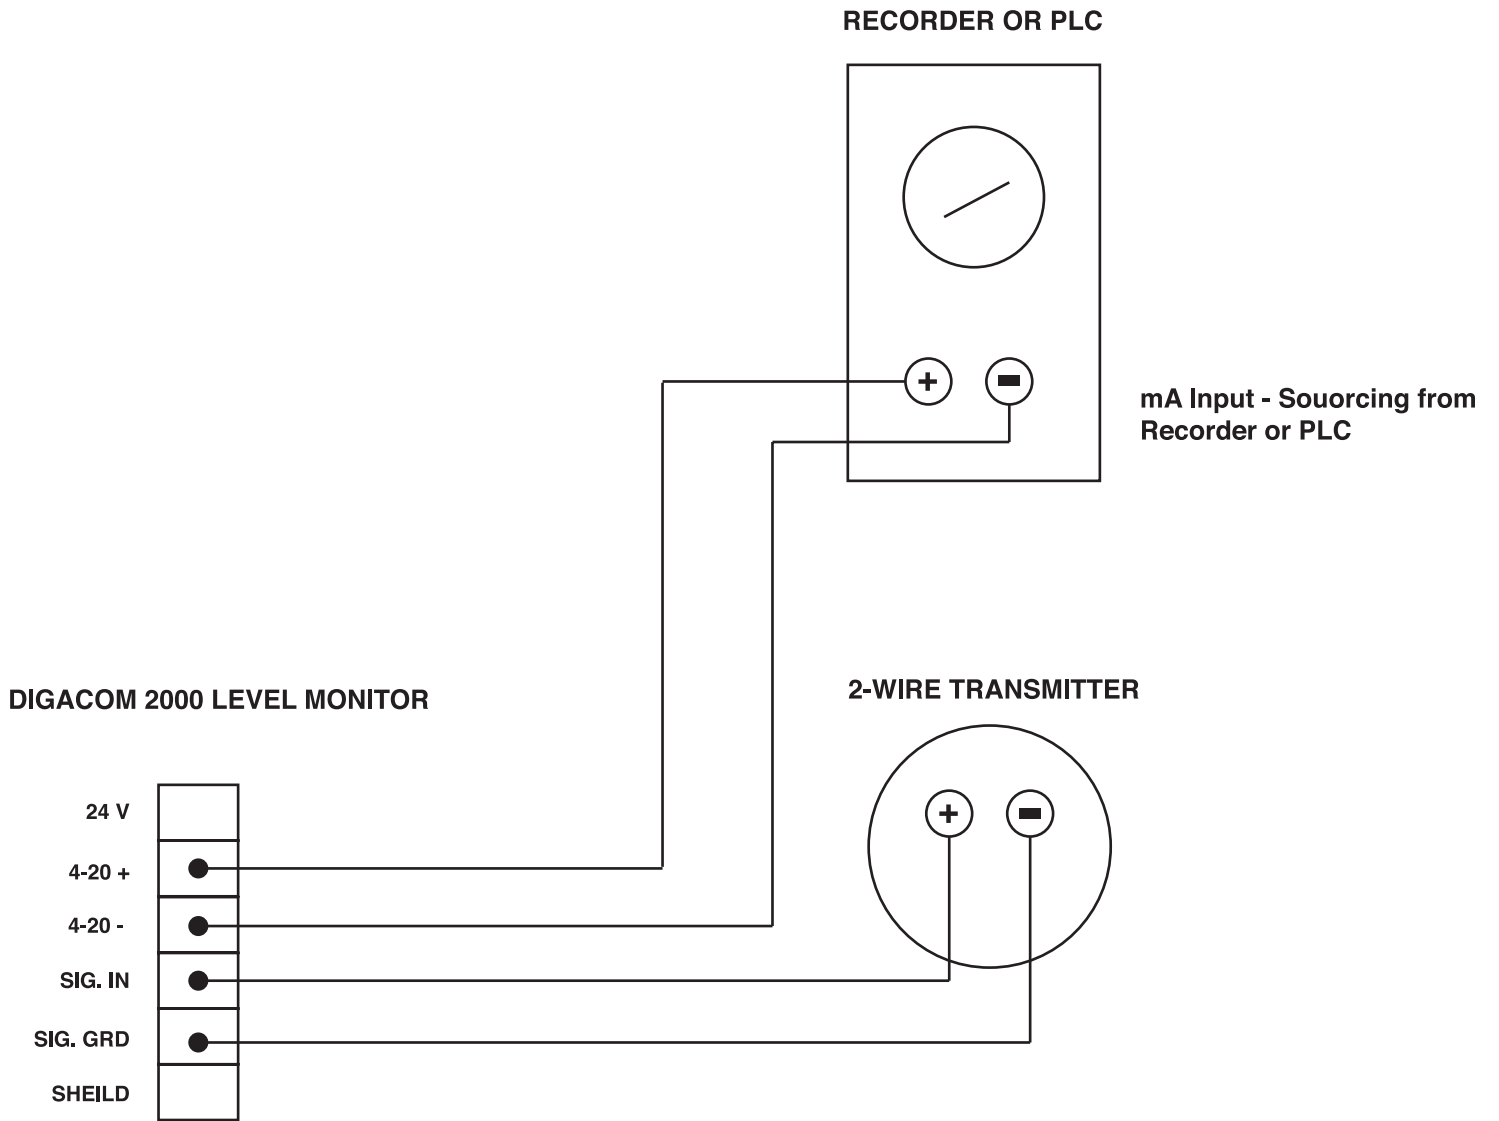 RECORDER OR PLC
+
mA Input - Souorcing from
Recorder or PLC
DIGACOM 2000 LEVEL MONITOR
2-WIRE TRANSMITTER
+
24 V
4-20 +
4-20 -
SIG. IN
SIG. GRD
SHEILD